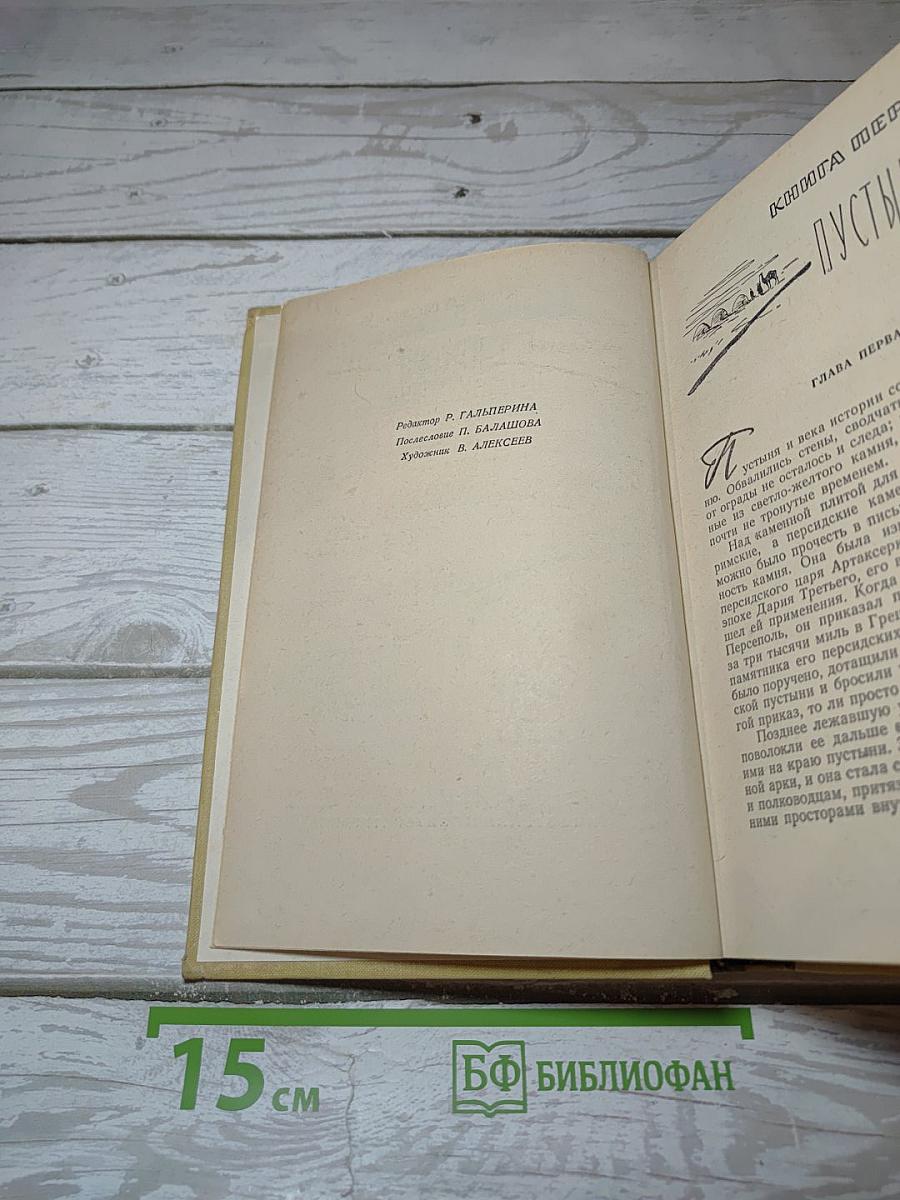 Редактор Р. ГАЛЬПЕРИНА
Послесловие П. БАЛАШОВА
Художник В. АЛЕКСЕЕВ
КНИГА ПЕР
ПУСТЫ
ГЛАВА ПЕРВА
Пустыня и века истории со
ню. Обвалились стены, сводчат
от ограды не осталось и следа;
ные из светло-желтого камня,
почти не тронутые временем.
Над каменной плитой для
римские, а персидские каме
можно было прочесть в пись
ность камня. Она была изв
персидского царя Артаксерк
эпохе Дария Третьего, его в
шел ей применения. Когда
Персеполь, он приказал п
за три тысячи миль в Грец
памятника его персидских
было поручено, дотащили
ской пустыни и бросили
гой приказ, то ли просто
Позднее лежавшую
поволокли ее дальше
ими на краю пустыни.
ной арки, и она стала с
и полководцам, притяз
ними просторами вну
15 см
БФ БИБЛИОФАН